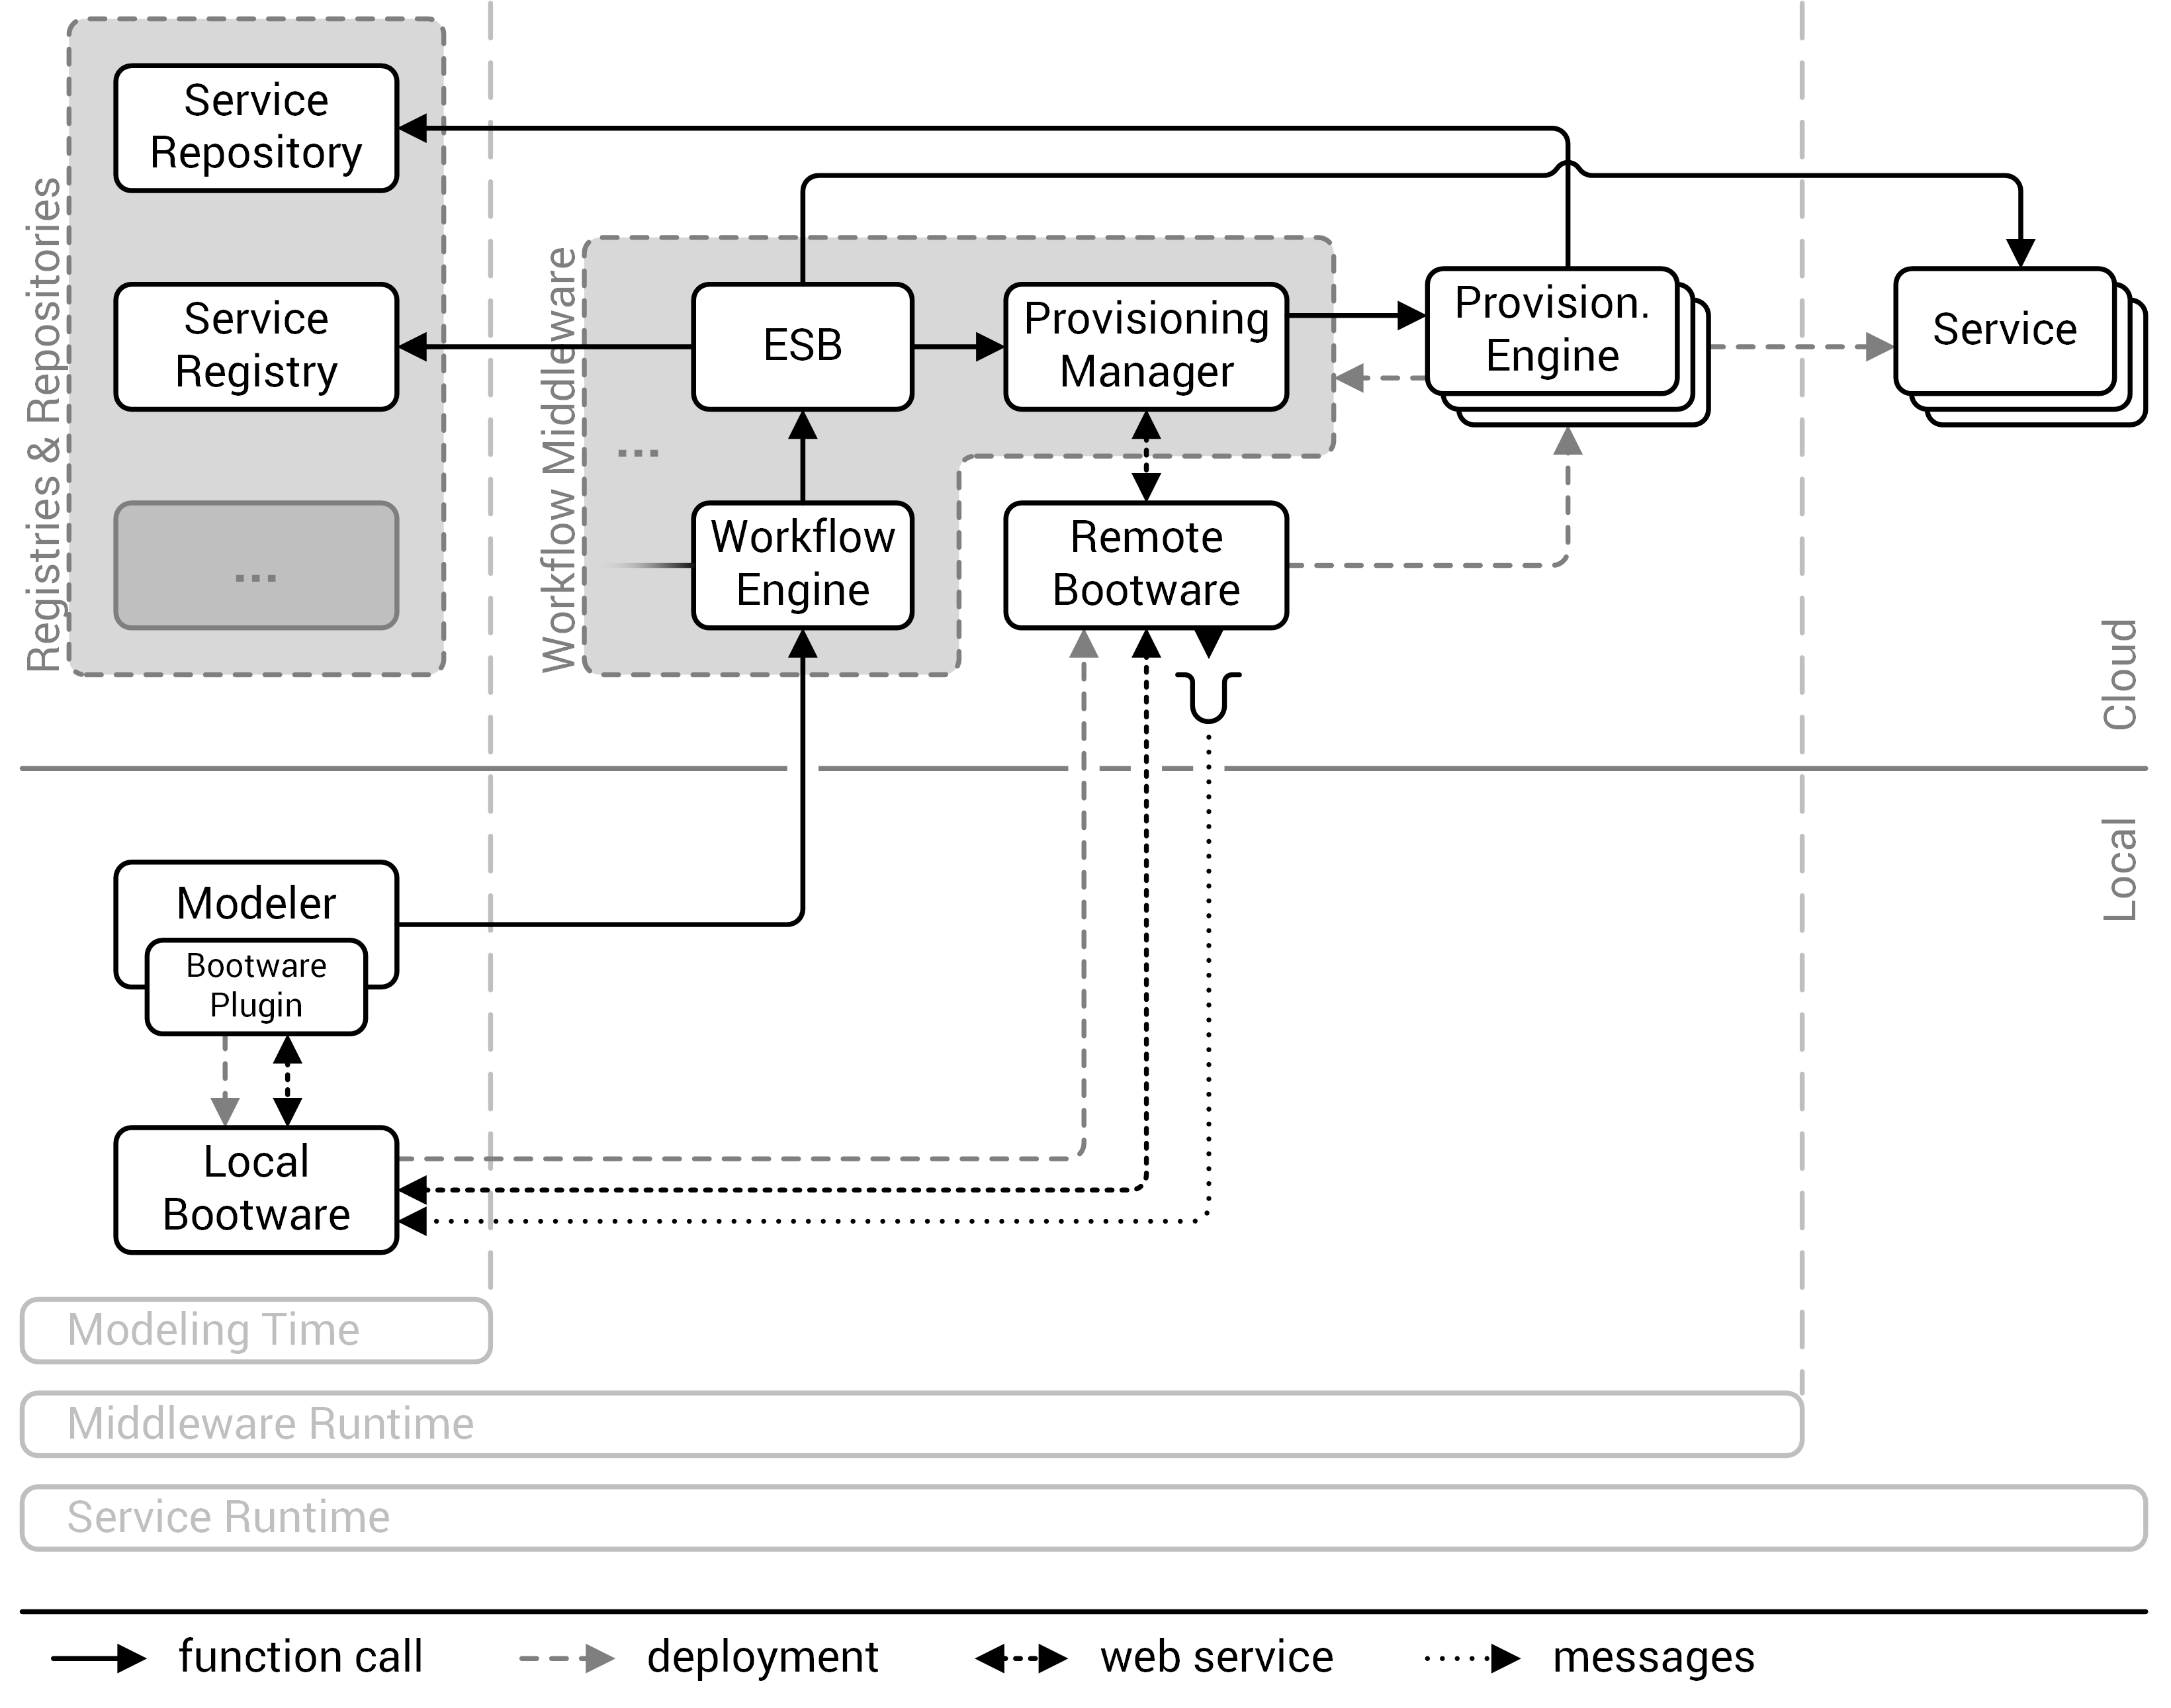 Registries & Repositories
Service
Repository
Service
Registry
...
Workflow Middleware
ESB
Provisioning
Manager
Provision.
Engine
Service
...
Workflow
Engine
Remote
Bootware
Cloud
Local
Modeler
Bootware
Plugin
Local
Bootware
Modeling Time
Middleware Runtime
Service Runtime
function call
deployment
web service
messages